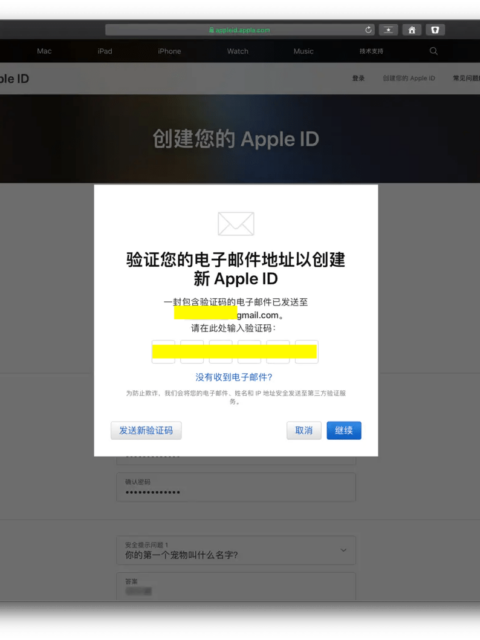 appleid.apple.com
Mac iPad iPhone Watch Music 技术支持
ple ID 登录 创建您的 Apple ID 常见问题
创建您的 Apple ID
验证您的电子邮件地址以创建
新 Apple ID
一封包含验证码的电子邮件已发送至
gmail.com。
请在此处输入验证码：
没有收到电子邮件?
为防止欺诈，我们会将您的电子邮件、姓名和 IP 地址安全发送至第三方验证服
务。
发送新验证码 取消 继续
确认密码
安全提示问题 1
你的第一个宠物叫什么名字?
答案